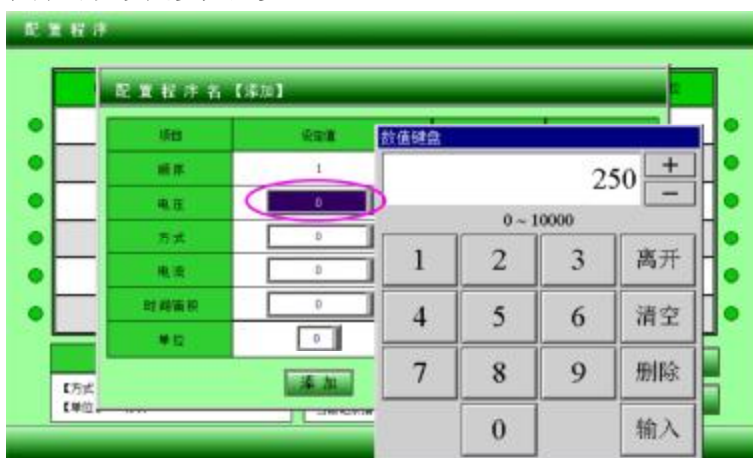 配置程序
配置程序名【添加】
项目
设定值
顺序
1
电压
0
方式
0
电流
0
时间面积
0
单位
0
添加
数值键盘
250
+
−
0 ~ 10000
1 2 3 离开
4 5 6 清空
7 8 9 删除
0 输入
【方式
【单位】